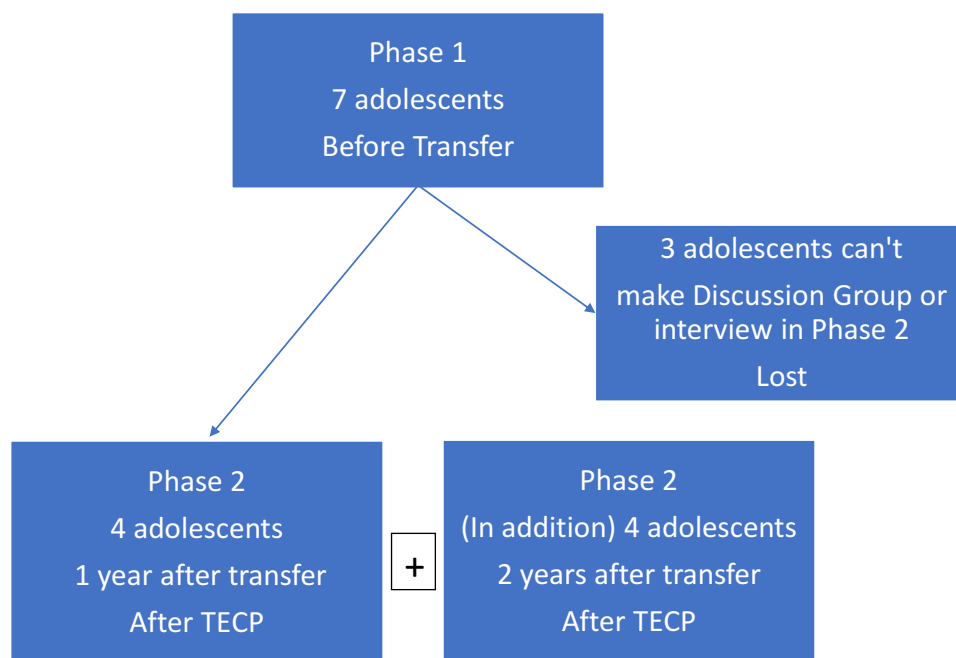 Phase 1
7 adolescents
Before Transfer
3 adolescents can't
make Discussion Group or
interview in Phase 2
Lost
Phase 2
4 adolescents
1 year after transfer
After TECP
+
Phase 2
(In addition) 4 adolescents
2 years after transfer
After TECP